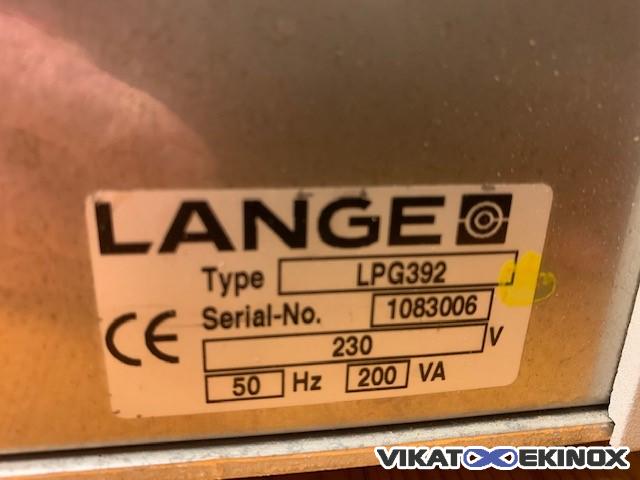 LANGE
Type LPG392
Serial-No. 1083006
CE 230 V
50 Hz 200 VA
VIKAT EKINOX